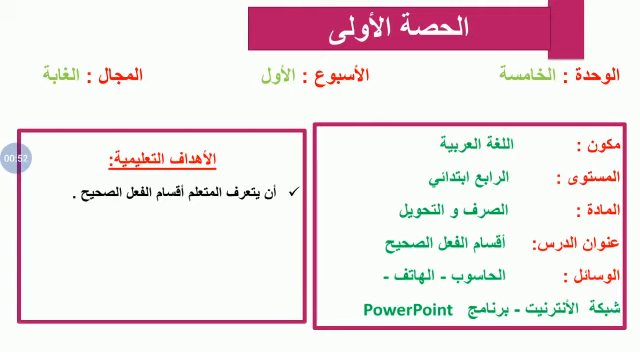 الحصة الأولى
الوحدة : الخامسة
الأسبوع : الأول
المجال : الغابة
مكون : اللغة العربية
المستوى : الرابع ابتدائي
المادة : الصرف و التحويل
عنوان الدرس: أقسام الفعل الصحيح
الوسائل : الحاسوب - الهاتف -
شبكة الأنترنيت - برنامج PowerPoint
الأهداف التعليمية:
✓ أن يتعرف المتعلم أقسام الفعل الصحيح .
00:52